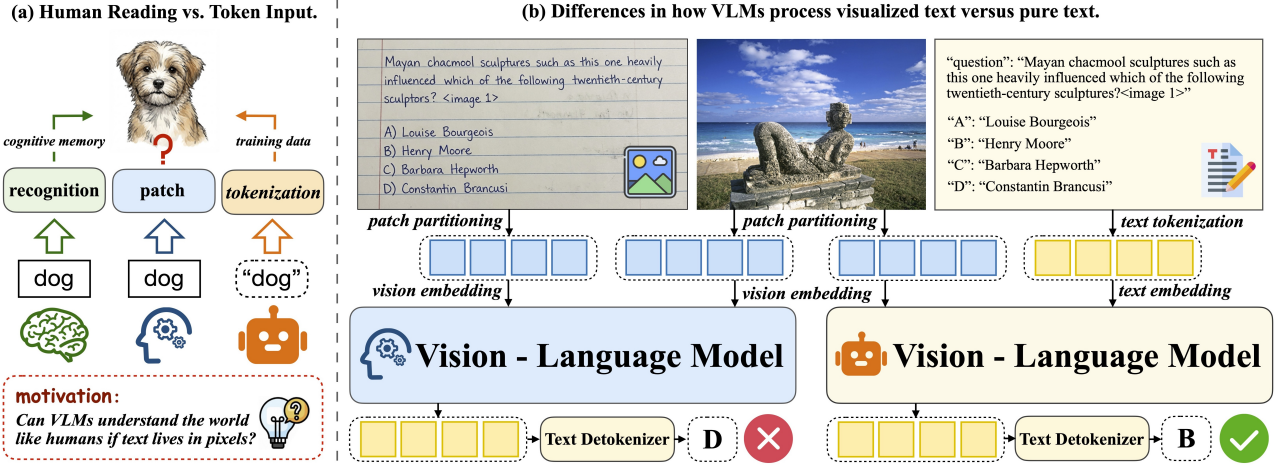 (a) Human Reading vs. Token Input.
?
cognitive memory
training data
recognition
patch
tokenization
dog
dog
“dog”
motivation:
Can VLMs understand the world
like humans if text lives in pixels?
?
(b) Differences in how VLMs process visualized text versus pure text.
Mayan chacmool sculptures such as this one heavily
influenced which of the following twentieth-century
sculptors? <image 1>
A) Louise Bourgeois
B) Henry Moore
C) Barbara Hepworth
D) Constantin Brancusi
“question”: “Mayan chacmool sculptures such as
this one heavily influenced which of the following
twentieth-century sculptures?<image 1>”
“A”: “Louise Bourgeois”
“B”: “Henry Moore”
“C”: “Barbara Hepworth”
“D”: “Constantin Brancusi”
TE
patch partitioning
patch partitioning
text tokenization
vision embedding
vision embedding
text embedding
Vision - Language Model
Vision - Language Model
Text Detokenizer
D
Text Detokenizer
B